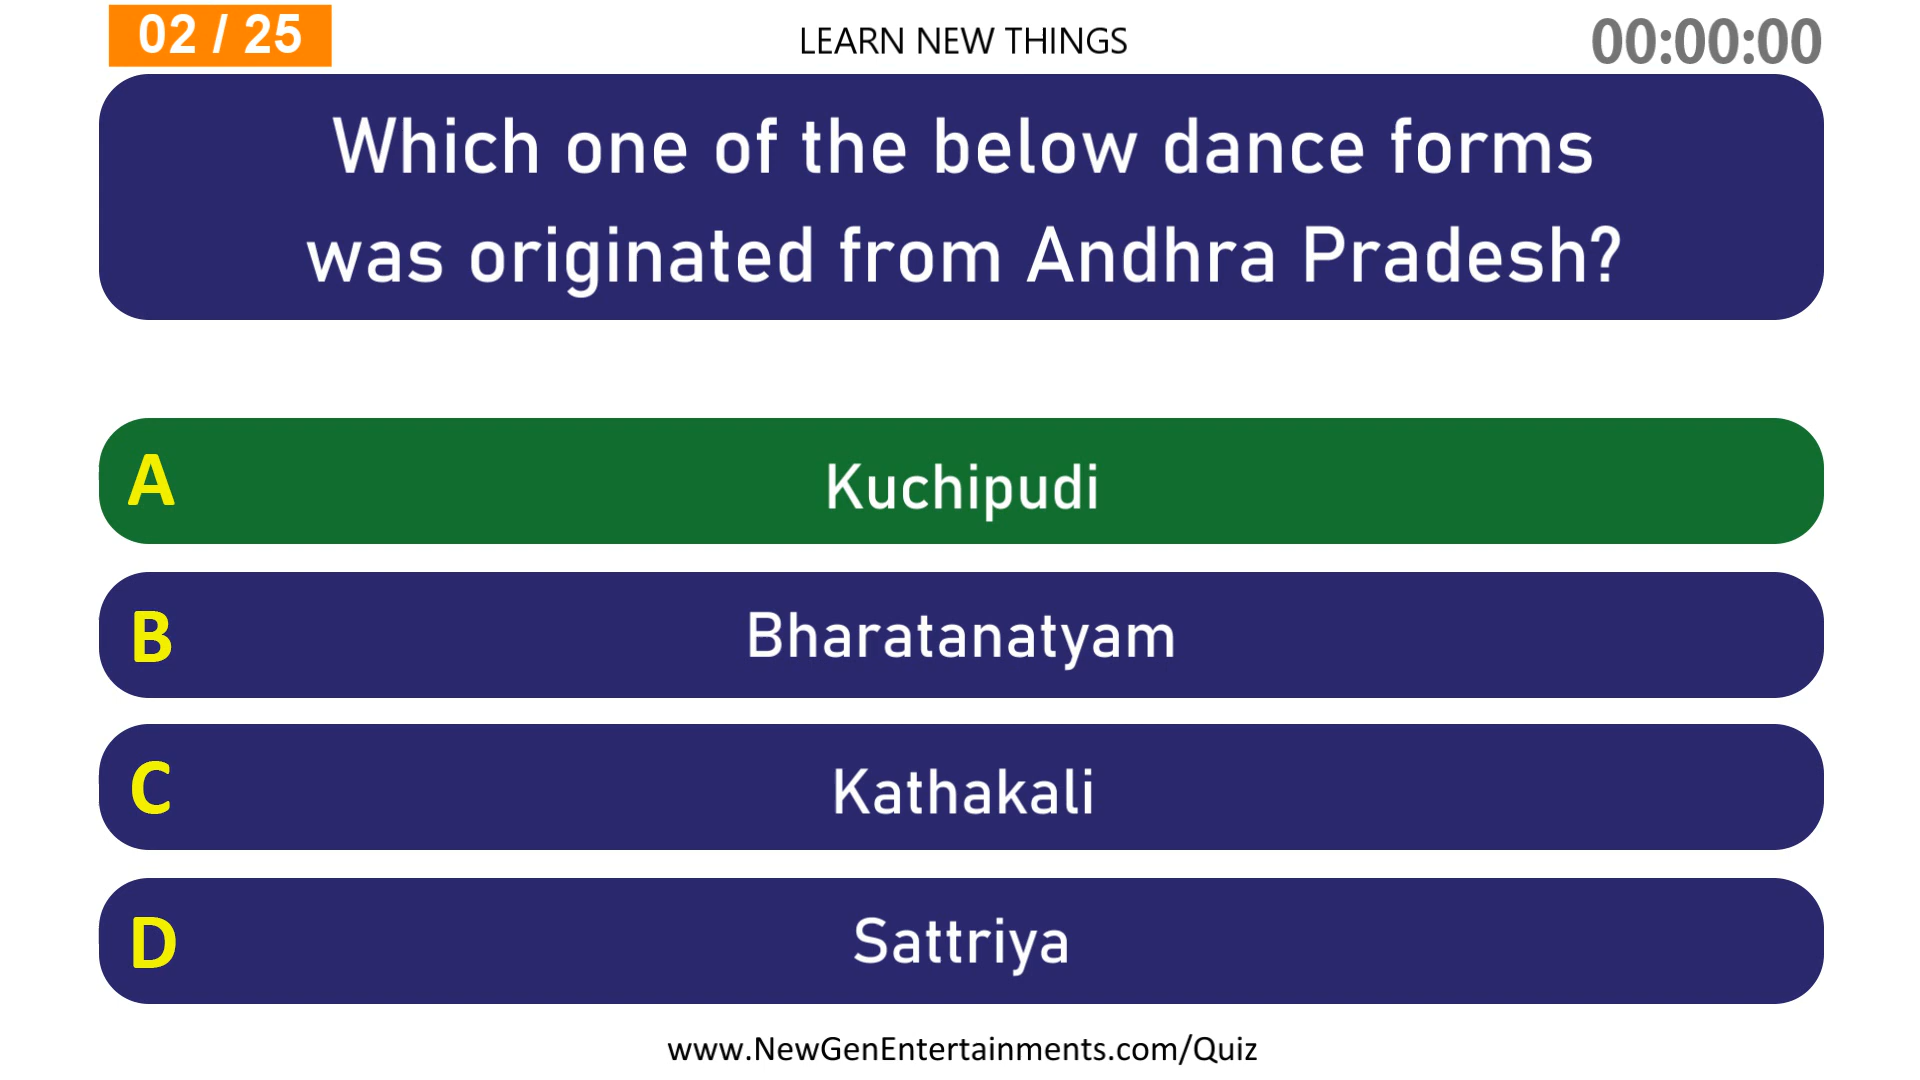 02 / 25
LEARN NEW THINGS
00:00:00
Which one of the below dance forms
was originated from Andhra Pradesh?
A
Kuchipudi
B
Bharatanatyam
C
Kathakali
D
Sattriya
www.NewGenEntertainments.com/Quiz